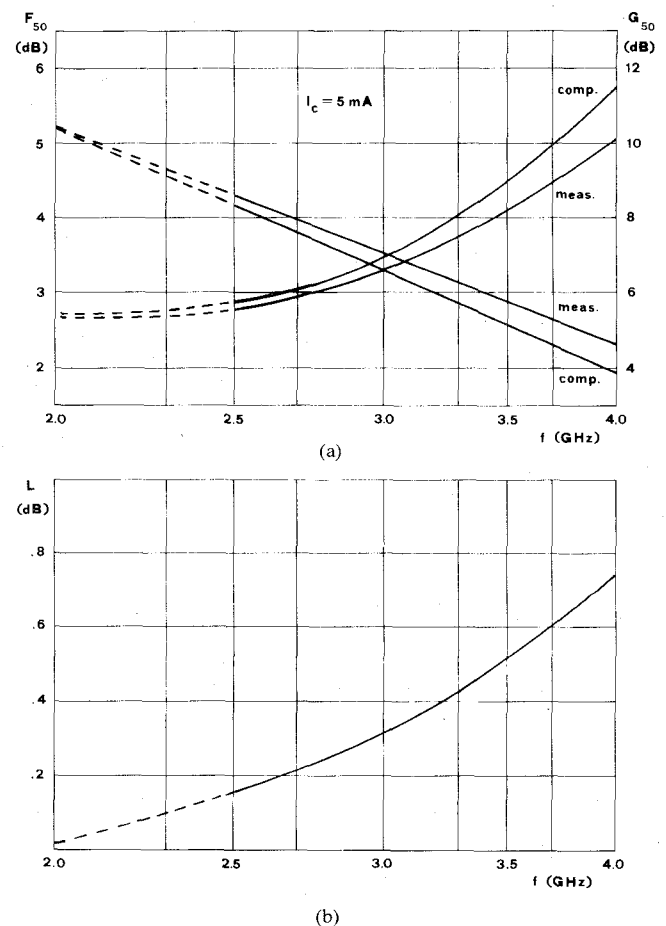 F50 G50
(dB) (dB)
6 12
Ic = 5 mA
comp.
5 10
meas.
4 8
3 6
meas.
2 4
comp.
2.0 2.5 3.0 3.5 4.0
f (GHz)
(a)
L
(dB)
.8
.6
.4
.2
2.0 2.5 3.0 3.5 4.0
f (GHz)
(b)